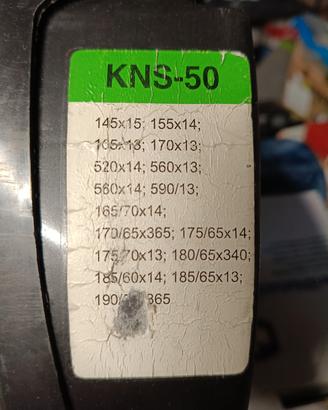 KNS-50
145x15; 155x14;
165x13; 170x13;
520x14; 560x13;
560x14; 590/13;
165/70x14;
170/65x365; 175/65x14;
175/70x13; 180/65x340;
185/60x14; 185/65x13;